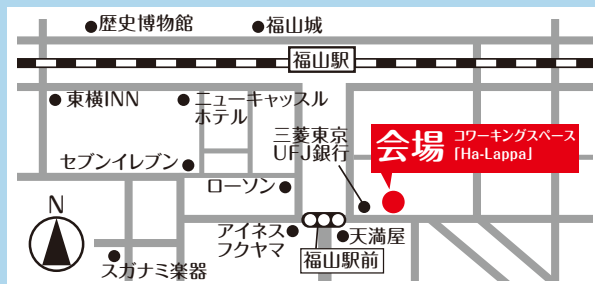 歴史博物館
福山城
福山駅
東横INN
ニューキャッスル
ホテル
三菱東京
UFJ銀行
会場
コワーキングスペース
「Ha-Lappa」
セブンイレブン
ローソン
N
アイネス
フクヤマ
天満屋
福山駅前
スガナミ楽器